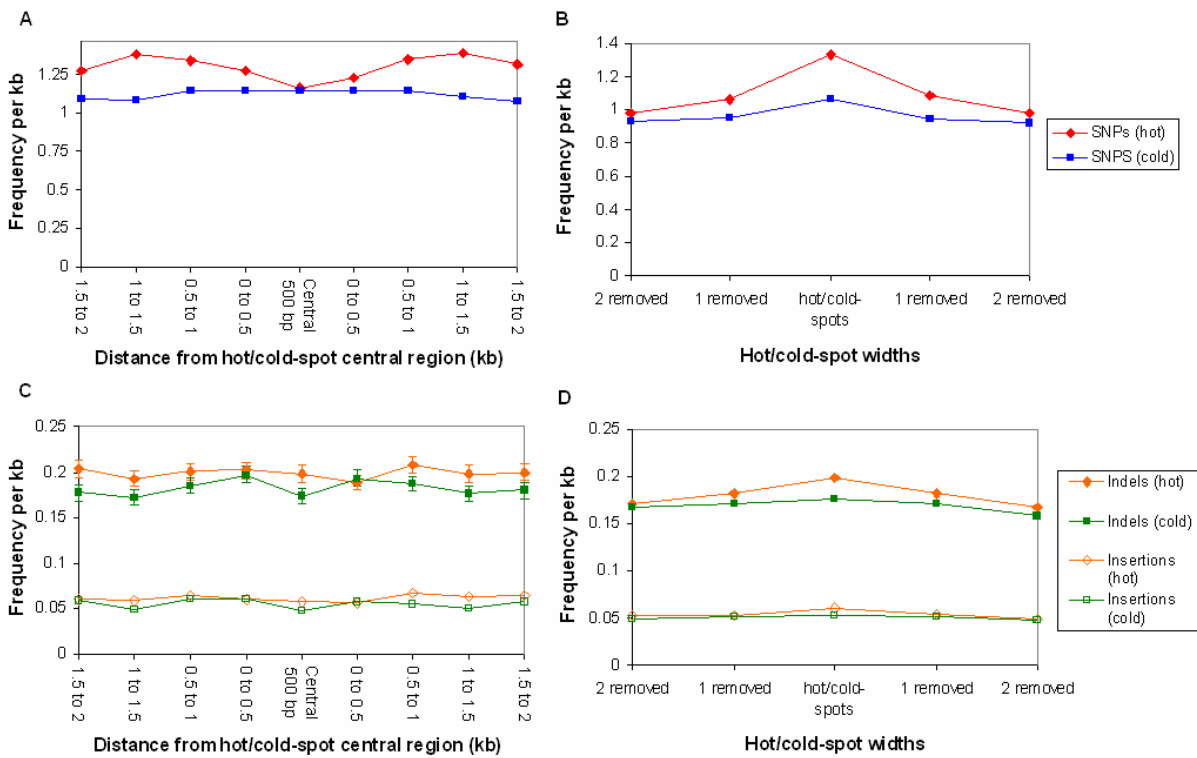 A
Frequency per kb
1.25
1
0.75
0.5
0.25
0
1.5 to 2
1 to 1.5
0.5 to 1
0 to 0.5
Central
500 bp
0 to 0.5
0.5 to 1
1 to 1.5
1.5 to 2
Distance from hot/cold-spot central region (kb)
B
Frequency per kb
1.4
1.2
1
0.8
0.6
0.4
0.2
0
2 removed
1 removed
hot/cold-
spots
1 removed
2 removed
Hot/cold-spot widths
SNPs (hot)
SNPS (cold)
C
Frequency per kb
0.25
0.2
0.15
0.1
0.05
0
1.5 to 2
1 to 1.5
0.5 to 1
0 to 0.5
Central
500 bp
0 to 0.5
0.5 to 1
1 to 1.5
1.5 to 2
Distance from hot/cold-spot central region (kb)
D
Frequency per kb
0.25
0.2
0.15
0.1
0.05
0
2 removed
1 removed
hot/cold-
spots
1 removed
2 removed
Hot/cold-spot widths
Indels (hot)
Indels (cold)
Insertions
(hot)
Insertions
(cold)